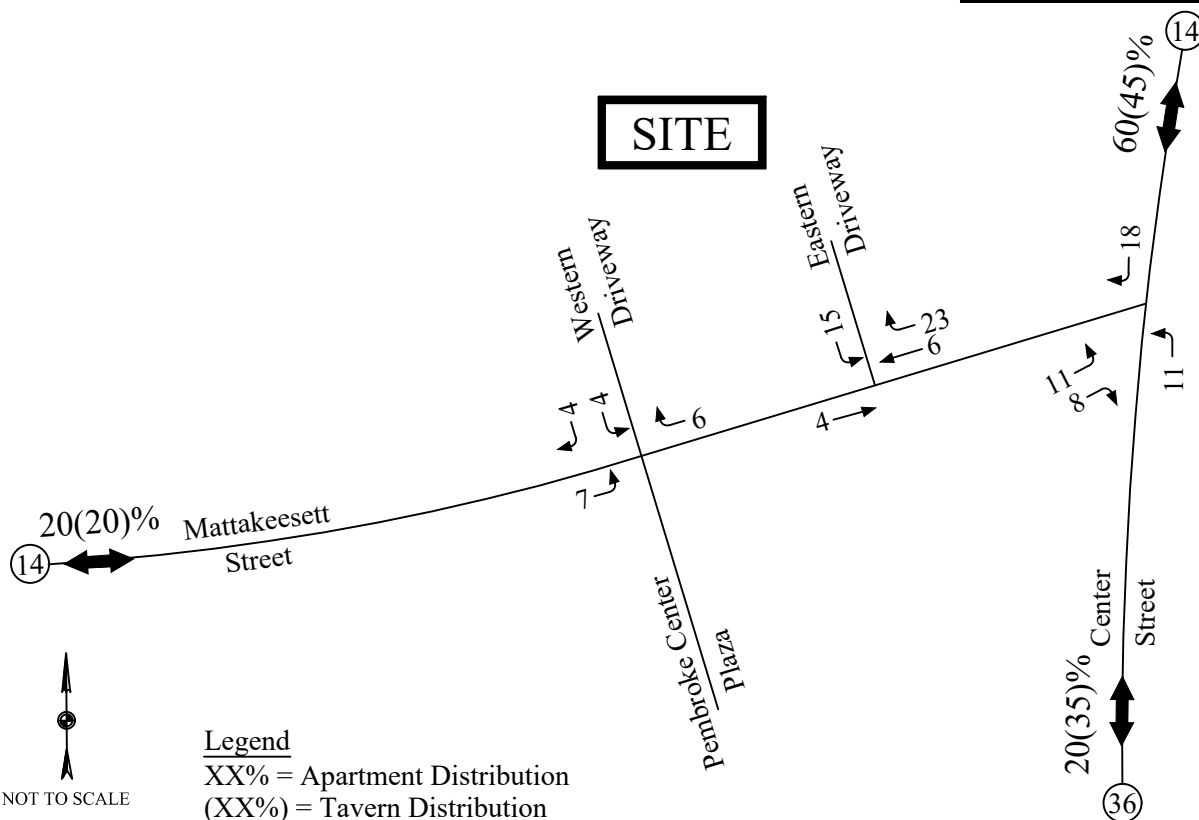 14
60(45)%
SITE
Eastern
Driveway
Western
Driveway
18
15
23
6
11
8
11
4
4
6
4
7
20(20)%
Mattakeesett
Street
14
Center
Street
Pembroke Center
Plaza
20(35)%
36
NOT TO SCALE
Legend
XX% = Apartment Distribution
(XX%) = Tavern Distribution